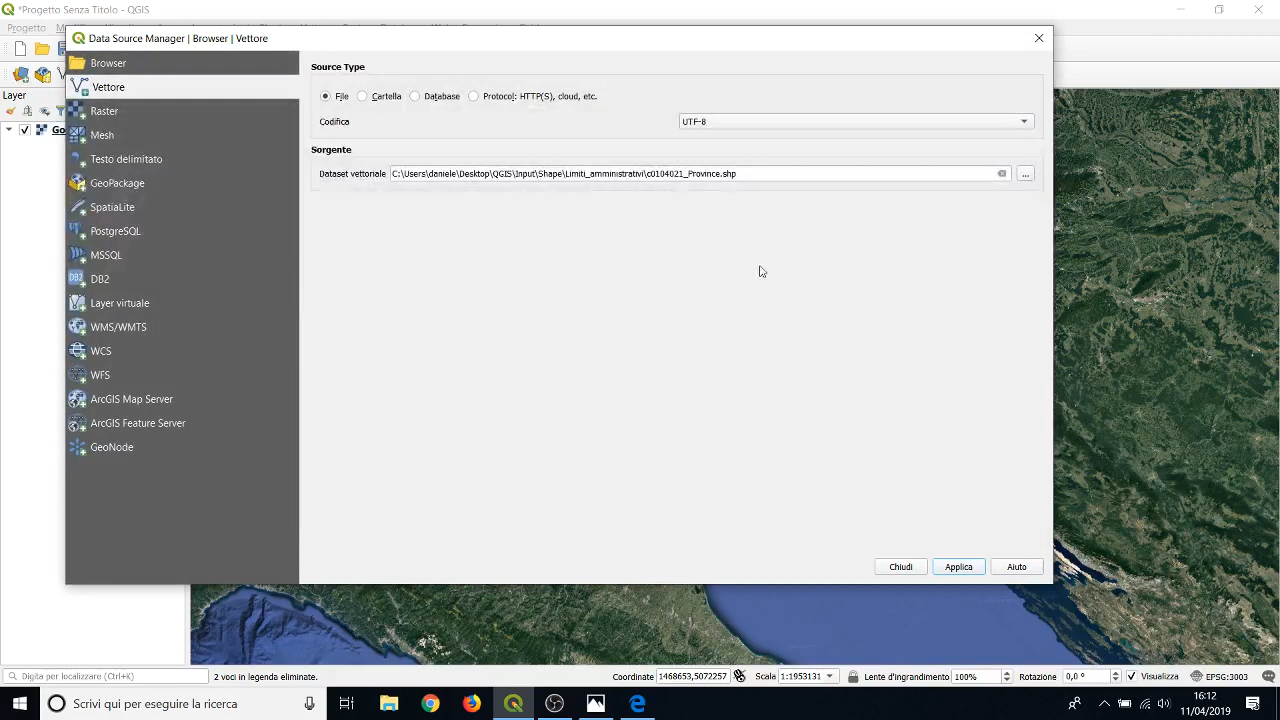 *Progetto Senza Titolo - QGIS
Progetto
Data Source Manager | Browser | Vettore
Layer
Browser
Vettore
Raster
Mesh
Testo delimitato
GeoPackage
SpatiaLite
PostgreSQL
MSSQL
DB2
Layer virtuale
WMS/WMTS
WCS
WFS
ArcGIS Map Server
ArcGIS Feature Server
GeoNode
Source Type
File Cartella Database Protocol: HTTP(S), cloud, etc.
Codifica UTF-8
Sorgente
Dataset vettoriale C:\Users\daniele\Desktop\QGIS\Input\Shape\Limiti_amministrativi\c0104021_Province.shp ...
Chiudi Applica Aiuto
Digita per localizzare (Ctrl+K) 2 voci in legenda eliminate. Coordinate 1468653,5072257 Scala 1:1953131 Lente d'ingrandimento 100% Rotazione 0,0 ° Visualizza EPSG:3003
Scrivi qui per eseguire la ricerca
16:12
11/04/2019